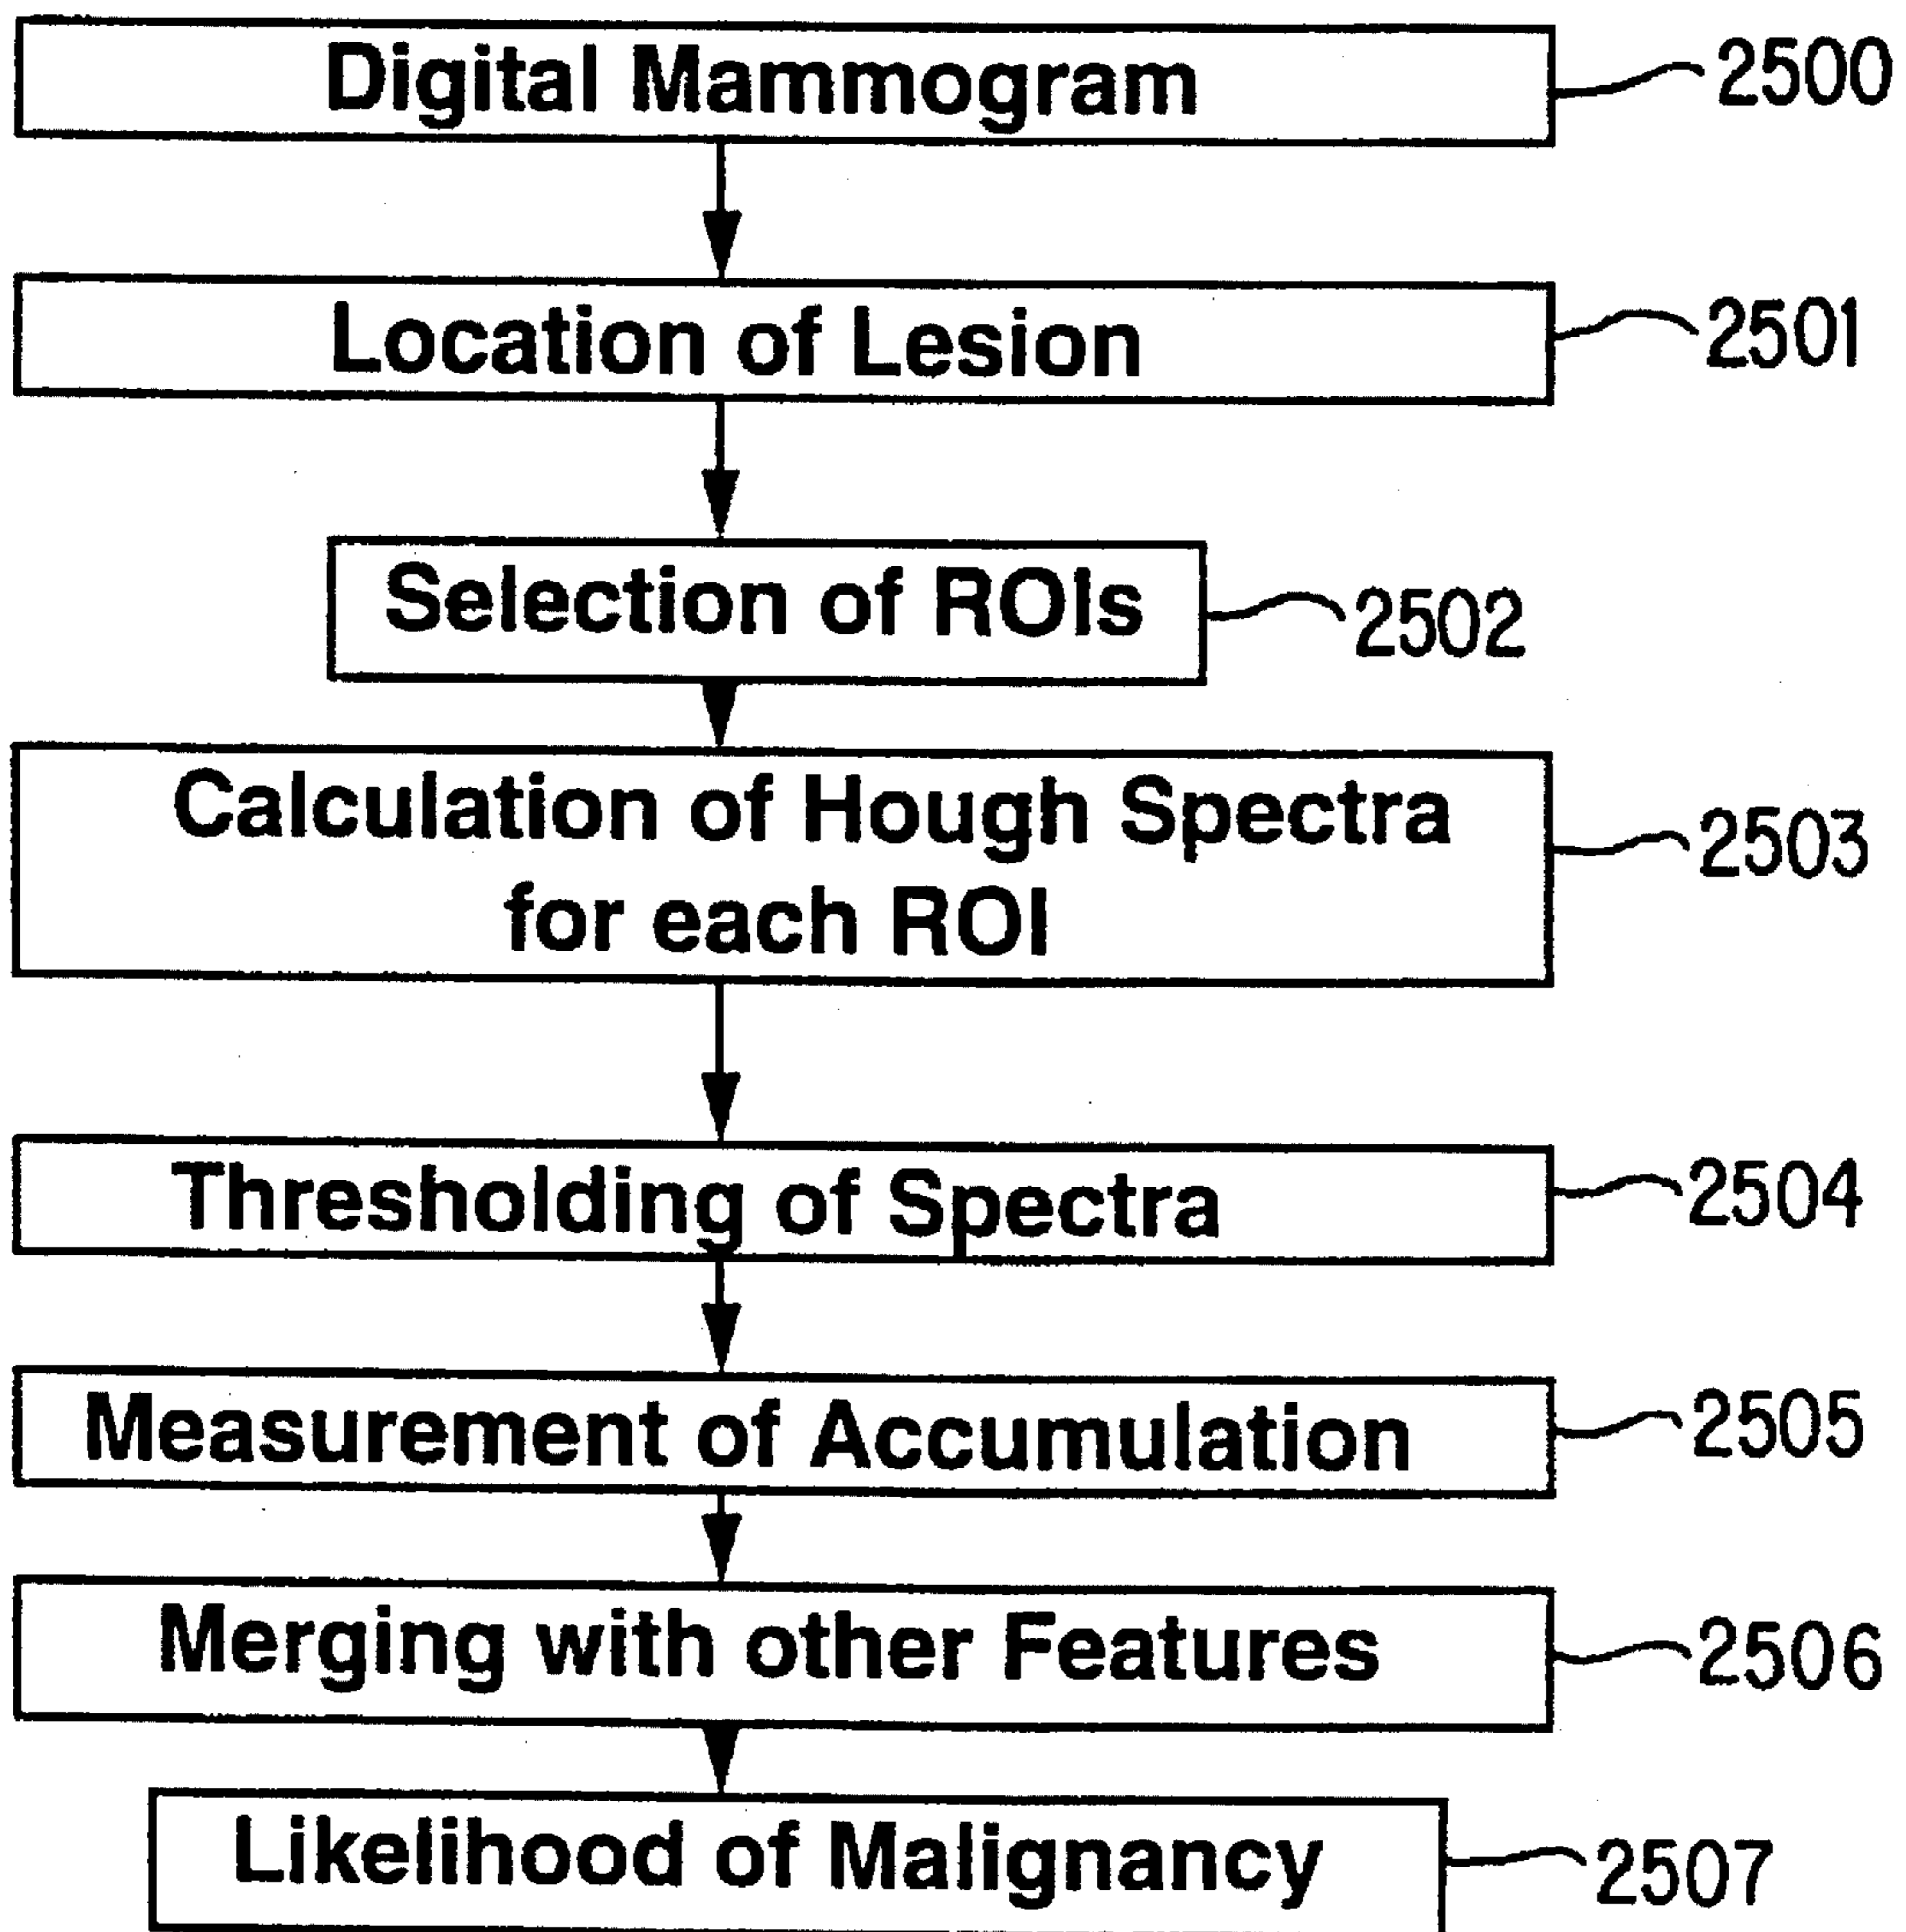 Digital Mammogram 2500
Location of Lesion 2501
Selection of ROIs 2502
Calculation of Hough Spectra
for each ROI 2503
Thresholding of Spectra 2504
Measurement of Accumulation 2505
Merging with other Features 2506
Likelihood of Malignancy 2507